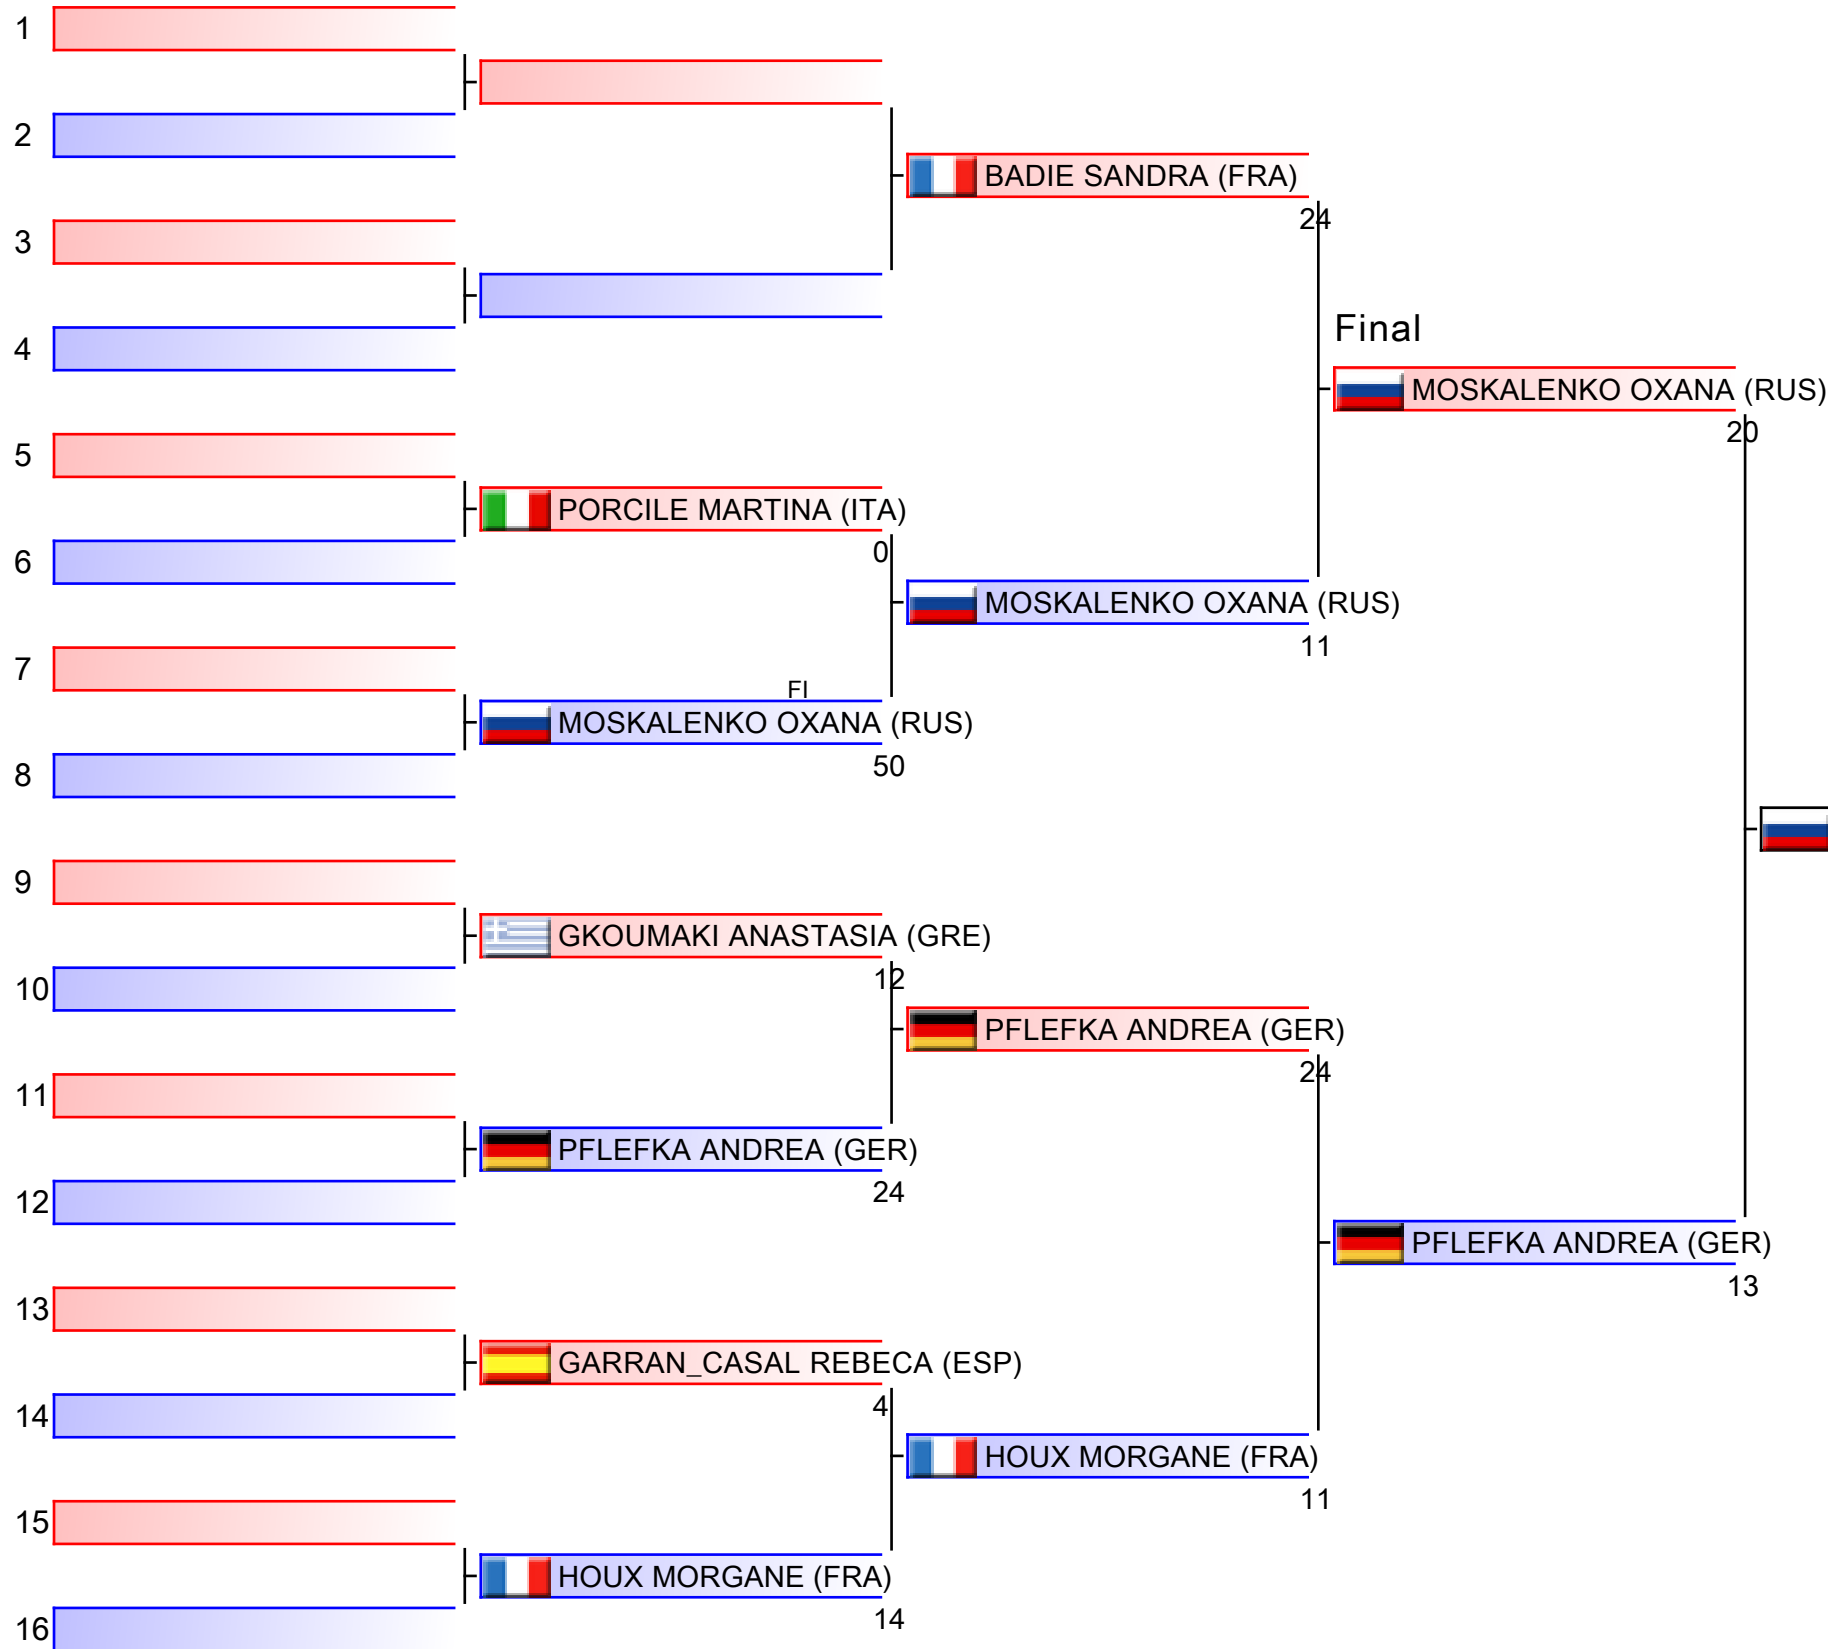 1
2
BADIE SANDRA (FRA)
24
3
4
Final
MOSKALENKO OXANA (RUS)
20
5
PORCILE MARTINA (ITA)
0
6
MOSKALENKO OXANA (RUS)
11
7
FI
MOSKALENKO OXANA (RUS)
50
8
9
GKOUMAKI ANASTASIA (GRE)
12
10
PFLEFKA ANDREA (GER)
24
11
PFLEFKA ANDREA (GER)
24
12
PFLEFKA ANDREA (GER)
13
13
GARRAN_CASAL REBECA (ESP)
4
14
HOUX MORGANE (FRA)
11
15
HOUX MORGANE (FRA)
14
16